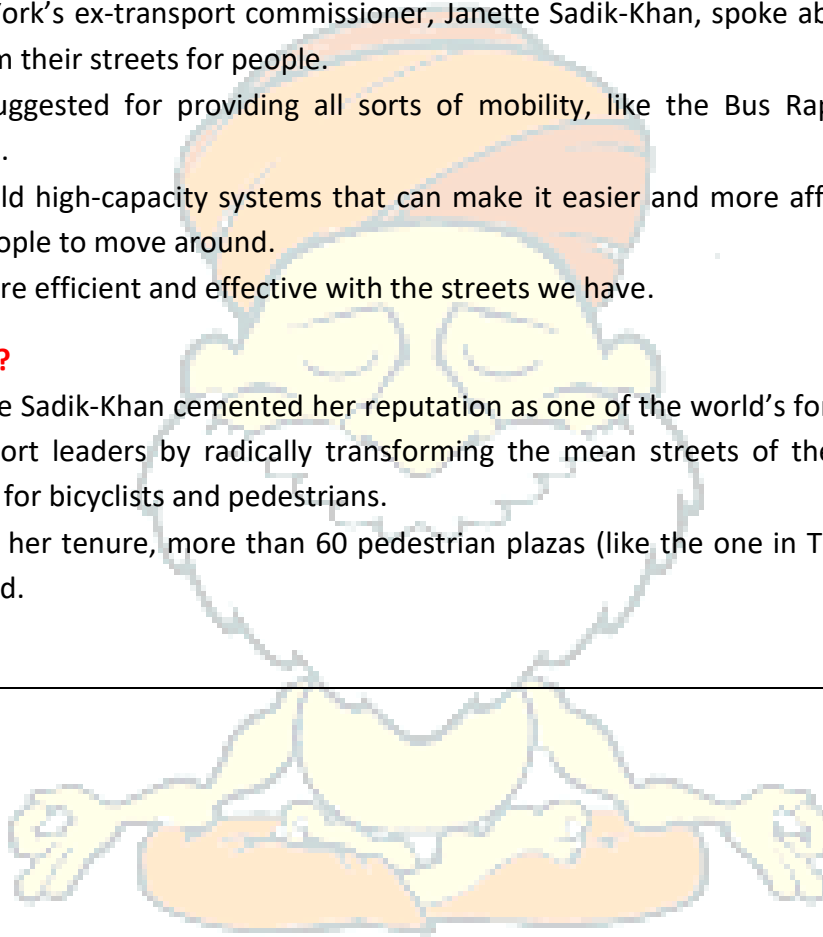 York’s ex-transport commissioner, Janette Sadik-Khan, spoke ab
their streets for people.
uggested for providing all sorts of mobility, like the Bus Rap
.
ld high-capacity systems that can make it easier and more aff
ople to move around.
re efficient and effective with the streets we have.
?
e Sadik-Khan cemented her reputation as one of the world’s for
ort leaders by radically transforming the mean streets of the
for bicyclists and pedestrians.
her tenure, more than 60 pedestrian plazas (like the one in T
d.